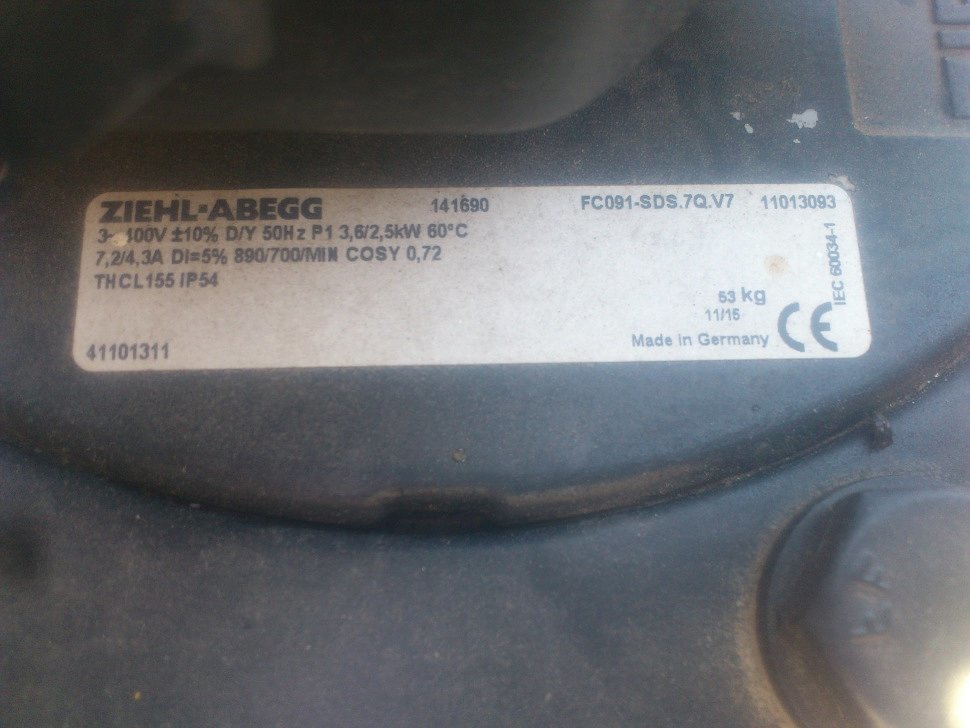 ZIEHL-ABEGG 141690 FC091-SDS.7Q.V7 11013093
3~ 400V ±10% D/Y 50Hz P1 3,6/2,5kW 60°C
7,2/4,3A DI=5% 890/700/MIN COSY 0,72
THCL155 IP54
53 kg
11/15
41101311 Made in Germany CE
IEC 60034-1